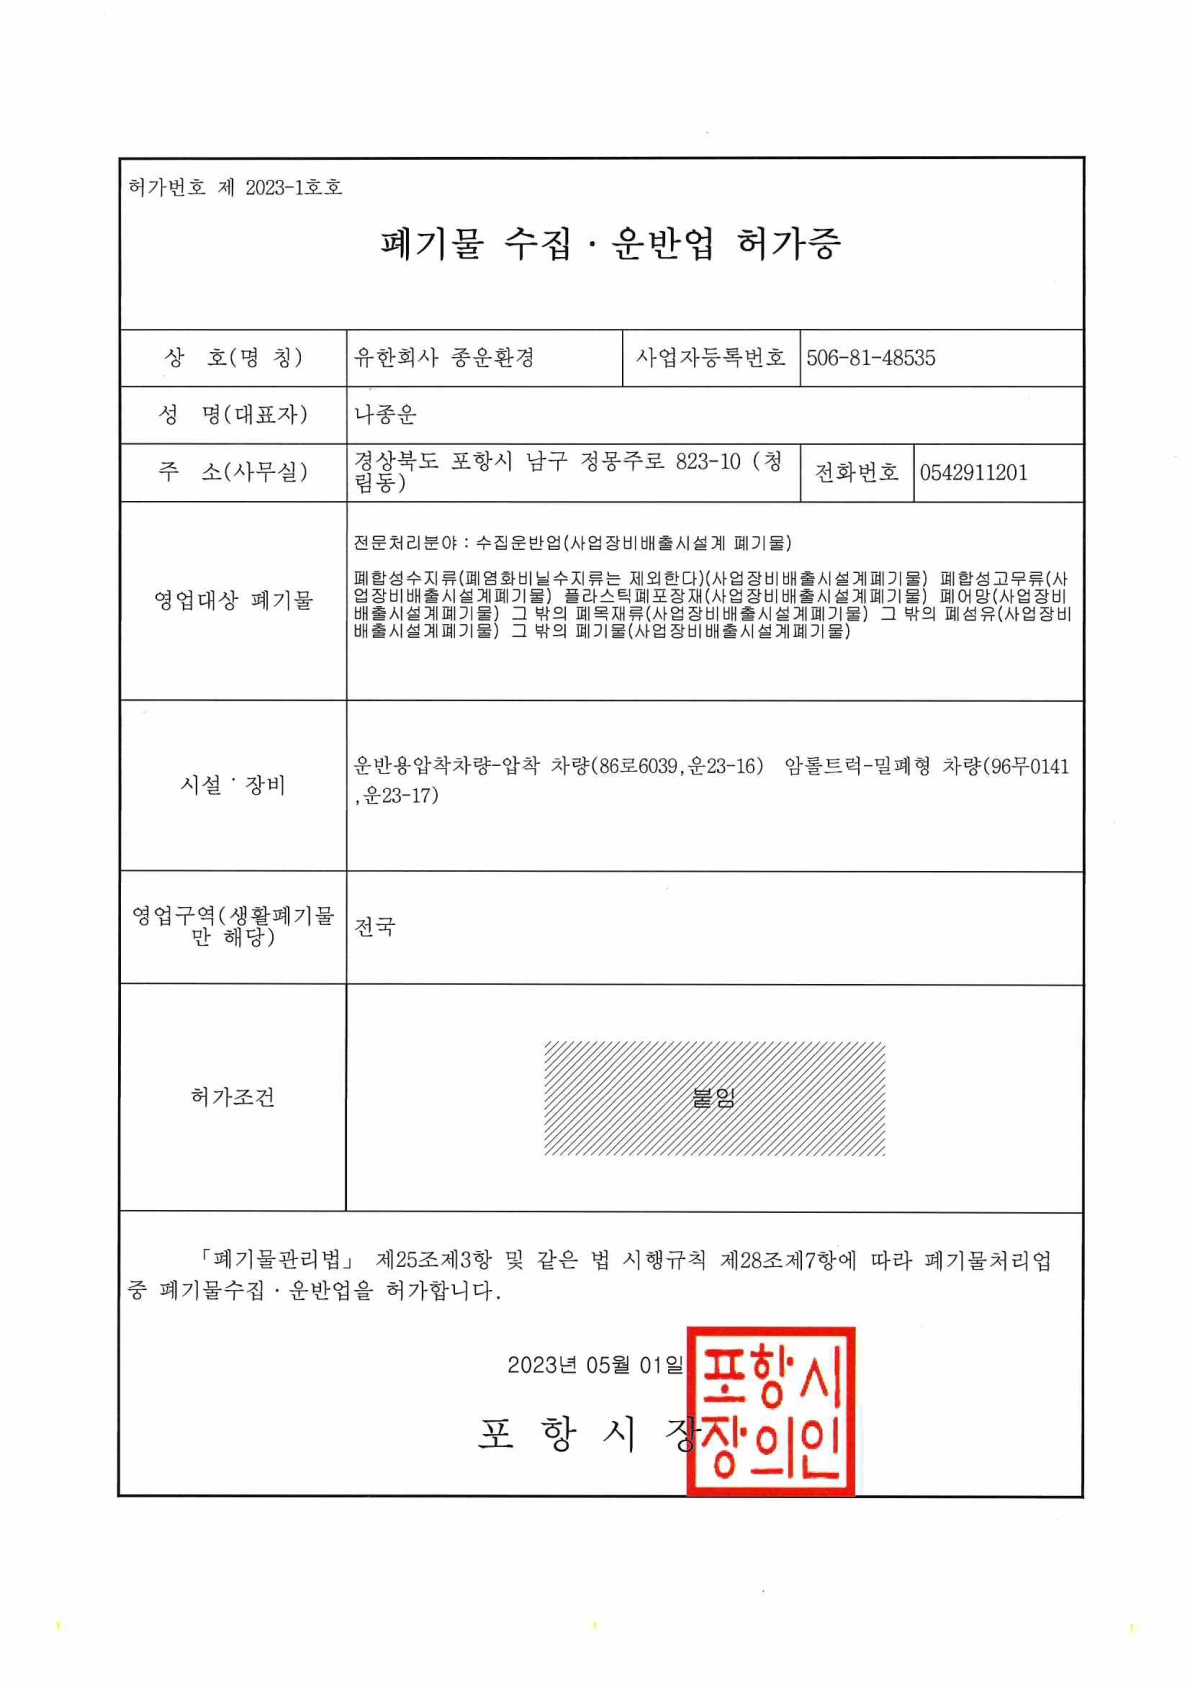 허가번호 제 2023-1호호
폐기물 수집 · 운반업 허가증
상 호(명 칭)
유한회사 종운환경
사업자등록번호
506-81-48535
성 명(대표자)
나종운
주 소(사무실)
경상북도 포항시 남구 정몽주로 823-10 (청
림동)
전화번호
0542911201
영업대상 폐기물
전문처리분야 : 수집운반업(사업장비배출시설계 폐기물)
폐합성수지류(폐염화비닐수지류는 제외한다)(사업장비배출시설계폐기물) 폐합성고무류(사
업장비배출시설계폐기물) 플라스틱폐포장재(사업장비배출시설계폐기물) 폐어망(사업장비
배출시설계폐기물) 그 밖의 폐목재류(사업장비배출시설계폐기물) 그 밖의 폐섬유(사업장비
배출시설계폐기물) 그 밖의 폐기물(사업장비배출시설계폐기물)
시설 · 장비
운반용압착차량-압착 차량(86로6039,운23-16) 암롤트럭-밀폐형 차량(96무0141
,운23-17)
영업구역(생활폐기물
만 해당)
전국
허가조건
붙임
「폐기물관리법」 제25조제3항 및 같은 법 시행규칙 제28조제7항에 따라 폐기물처리업
중 폐기물수집 · 운반업을 허가합니다.
2023년 05월 01일
포 항 시 장
포항시
장의인